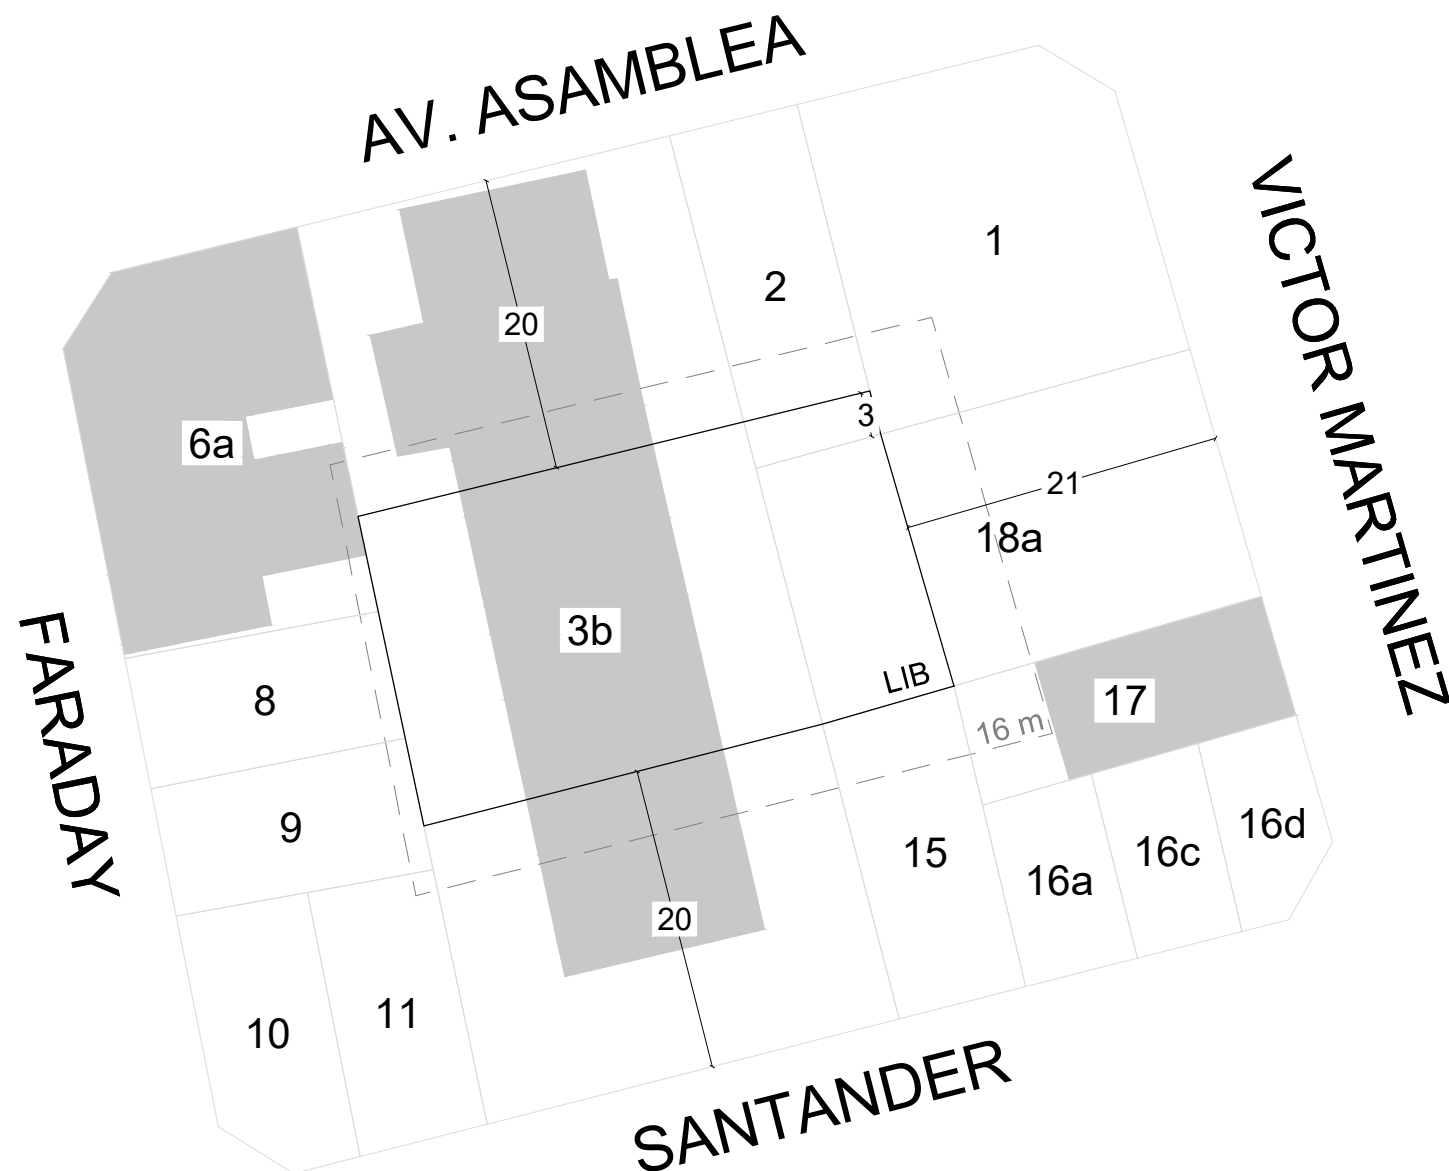 AV. ASAMBLEA
VICTOR MARTINEZ
1
2
20
3
6a
21
18a
3b
FARADAY
8
LIB
17
16 m
9
15
16a
16c
16d
20
10
11
SANTANDER